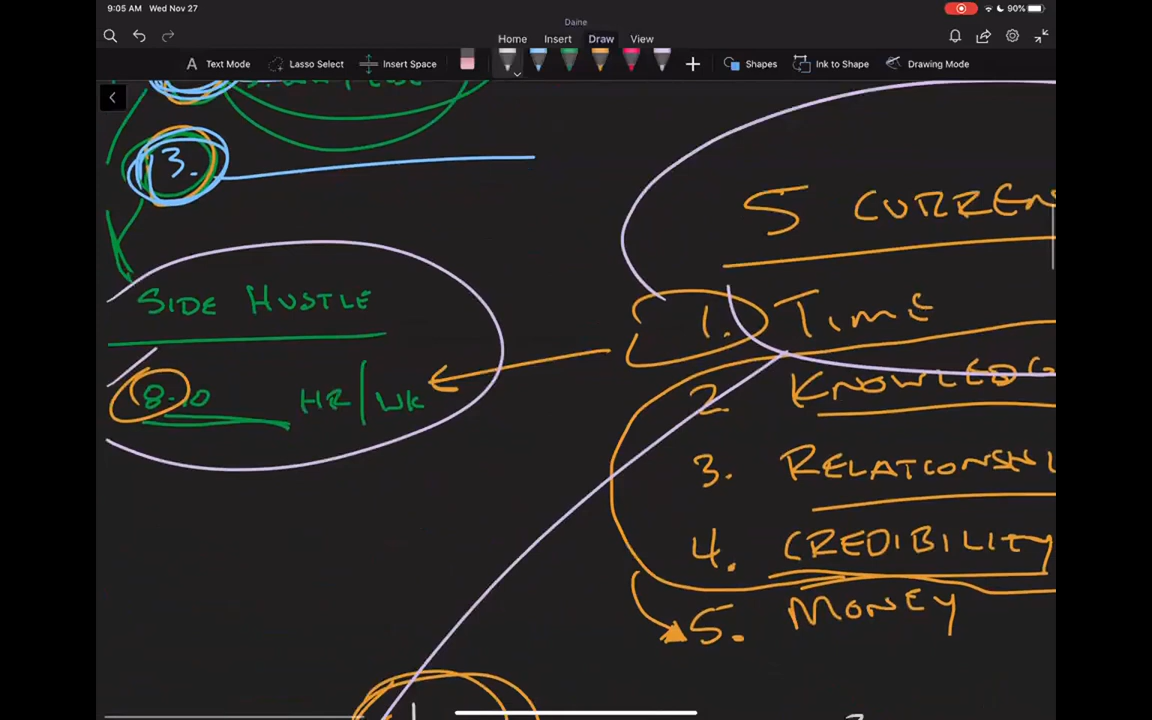 9:05 AM Wed Nov 27
90%
Daine
Home Insert Draw View
Text Mode Lasso Select Insert Space Shapes Ink to Shape Drawing Mode
3.
5 CURREN
SIDE HUSTLE
1. TIME
8-10 HR/WK
2. KNOWLEDG
3. RELATIONSHI
4. CREDIBILITY
5. MONEY